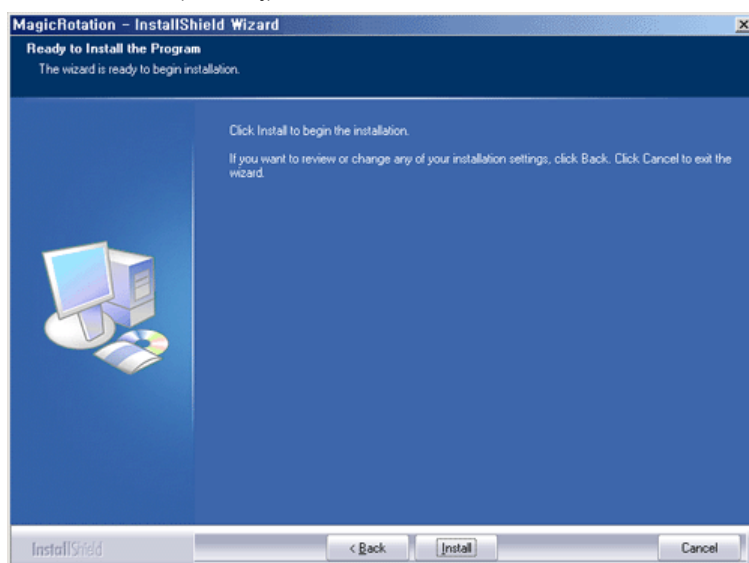 MagicRotation - InstallShield Wizard
Ready to Install the Program
The wizard is ready to begin installation.
Click Install to begin the installation.
If you want to review or change any of your installation settings, click Back. Click Cancel to exit the
wizard.
InstallShield
< Back
Install
Cancel